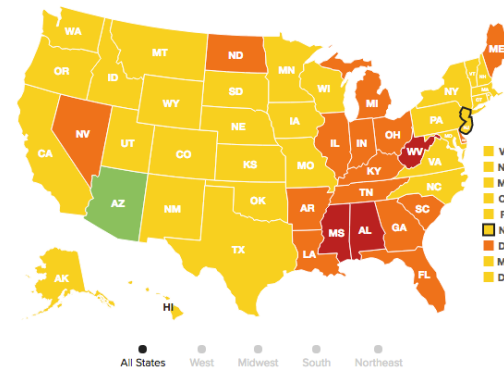 WA
MT
ND
MN
ME
OR
ID
SD
WI
MI
NY
VT
WY
NV
NE
IA
IL
IN
OH
PA
CA
UT
CO
KS
MO
KY
WV
VA
AZ
NM
OK
AR
TN
NC
SC
TX
LA
MS
AL
GA
FL
AK
HI
V
N
M
C
N
D
M
D
All States
West
Midwest
South
Northeast